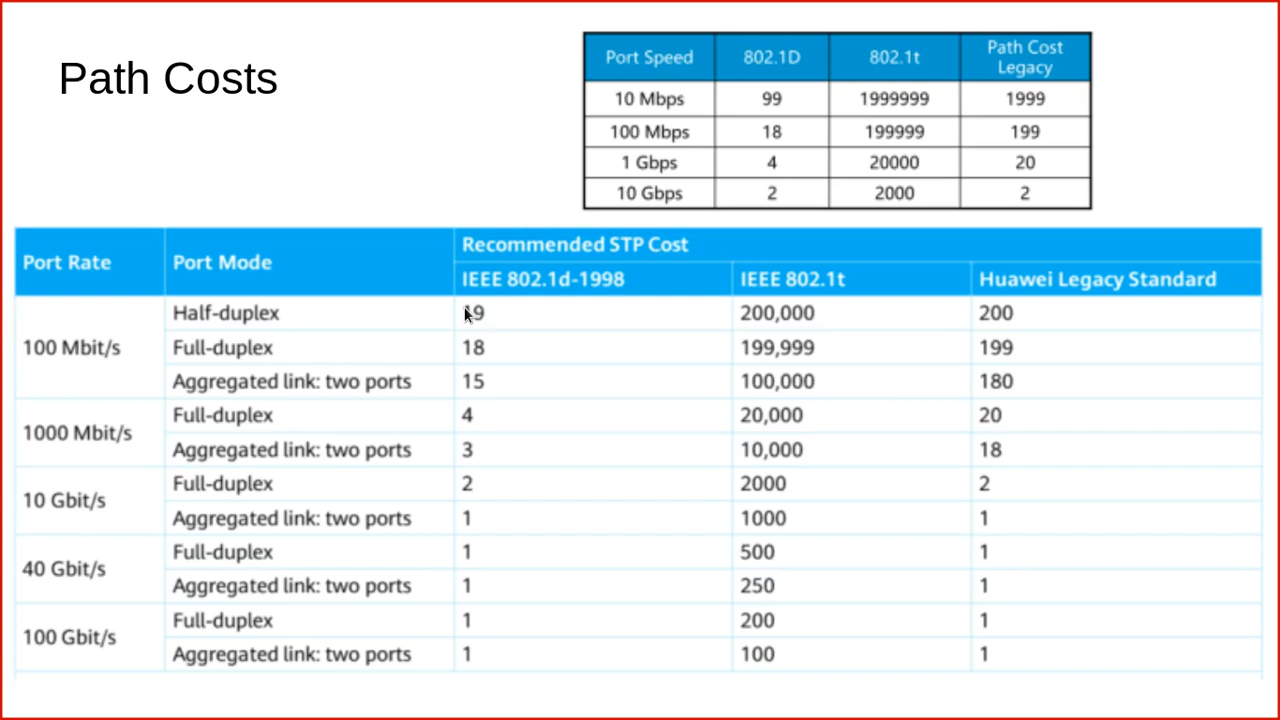 Path Costs
Port Speed 802.1D 802.1t Path Cost Legacy
10 Mbps 99 1999999 1999
100 Mbps 18 199999 199
1 Gbps 4 20000 20
10 Gbps 2 2000 2
Port Rate Port Mode Recommended STP Cost
IEEE 802.1d-1998 IEEE 802.1t Huawei Legacy Standard
100 Mbit/s
Half-duplex 19 200,000 200
Full-duplex 18 199,999 199
Aggregated link: two ports 15 100,000 180
1000 Mbit/s
Full-duplex 4 20,000 20
Aggregated link: two ports 3 10,000 18
10 Gbit/s
Full-duplex 2 2000 2
Aggregated link: two ports 1 1000 1
40 Gbit/s
Full-duplex 1 500 1
Aggregated link: two ports 1 250 1
100 Gbit/s
Full-duplex 1 200 1
Aggregated link: two ports 1 100 1